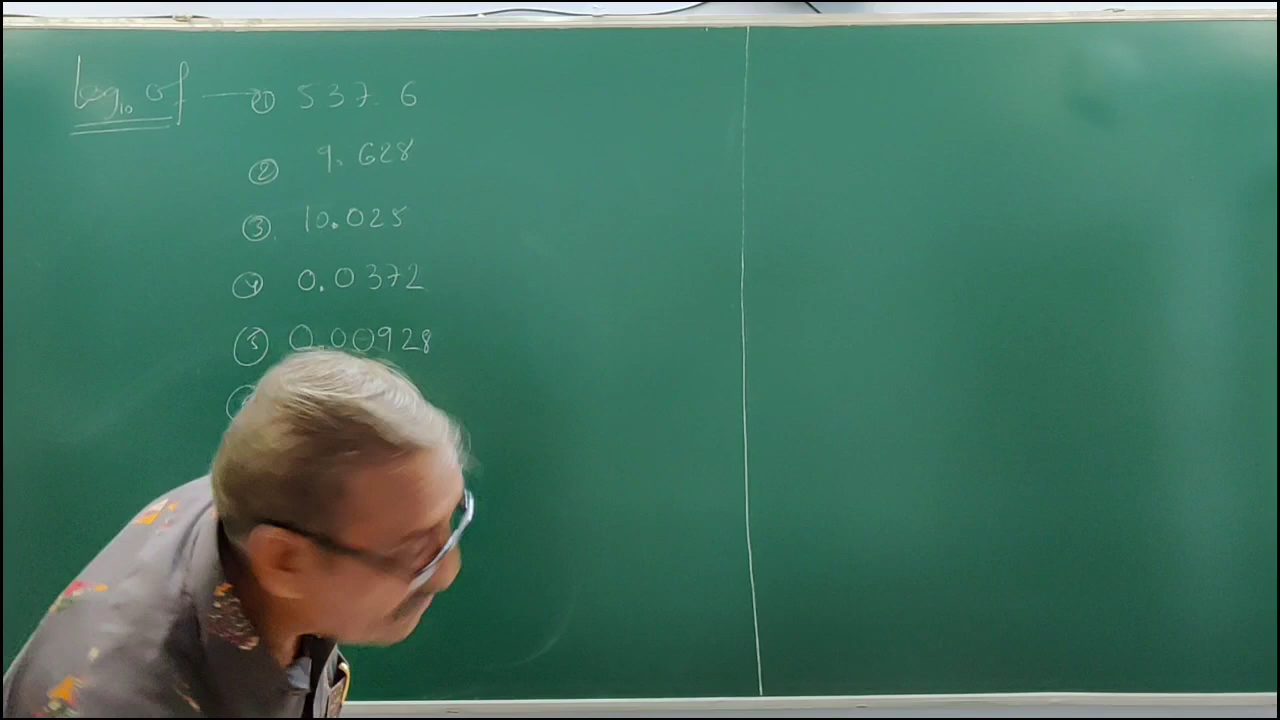 log₁₀ of → ① 537.6
② 9.628
③ 10.025
④ 0.0372
⑤ 0.00928